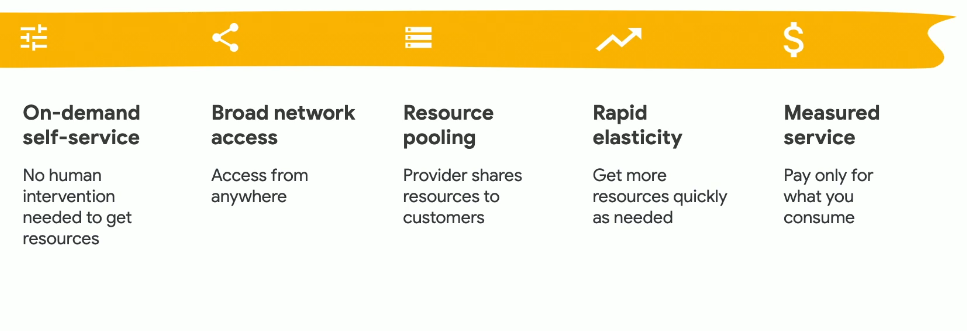 On-demand
self-service
No human
intervention
needed to get
resources
Broad network
access
Access from
anywhere
Resource
pooling
Provider shares
resources to
customers
Rapid
elasticity
Get more
resources quickly
as needed
Measured
service
Pay only for
what you
consume